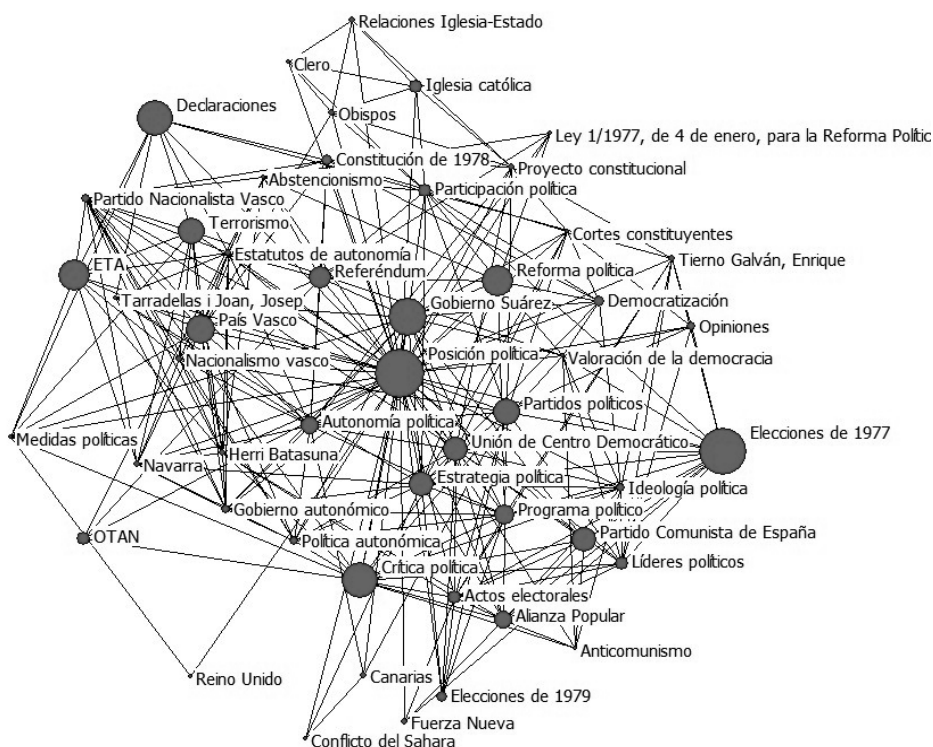 Relaciones Iglesia-Estado
Clero
Iglesia católica
Declaraciones
Obispos
Ley 1/1977, de 4 de enero, para la Reforma Polític
Constitución de 1978
Proyecto constitucional
Abstencionismo
Participación política
Partido Nacionalista Vasco
Terrorismo
Cortes constituyentes
Estatutos de autonomía
Tierno Galván, Enrique
ETA
Referéndum
Reforma política
Tarradellas i Joan, Josep
Gobierno Suárez
Democratización
País Vasco
Opiniones
Nacionalismo vasco
Posición política
Valoración de la democracia
Partidos políticos
Autonomía política
Elecciones de 1977
Medidas políticas
Unión de Centro Democrático
Herri Batasuna
Navarra
Estrategia política
Ideología política
Gobierno autonómico
Programa político
OTAN
Política autonómica
Partido Comunista de España
Líderes políticos
Crítica política
Actos electorales
Alianza Popular
Anticomunismo
Reino Unido
Canarias
Elecciones de 1979
Fuerza Nueva
Conflicto del Sahara